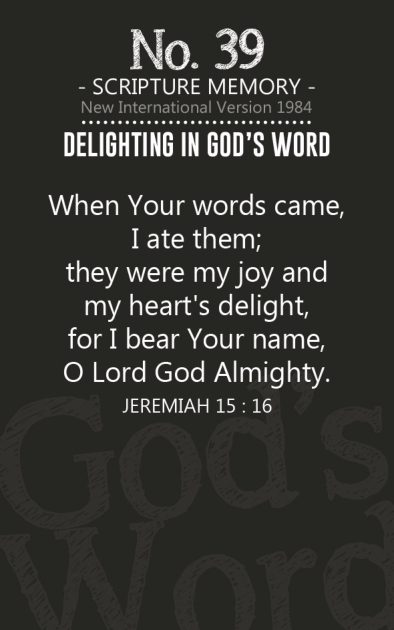 No. 39
- SCRIPTURE MEMORY -
New International Version 1984
DELIGHTING IN GOD'S WORD
When Your words came,
I ate them;
they were my joy and
my heart's delight,
for I bear Your name,
O Lord God Almighty.
JEREMIAH 15 : 16
God's
Word